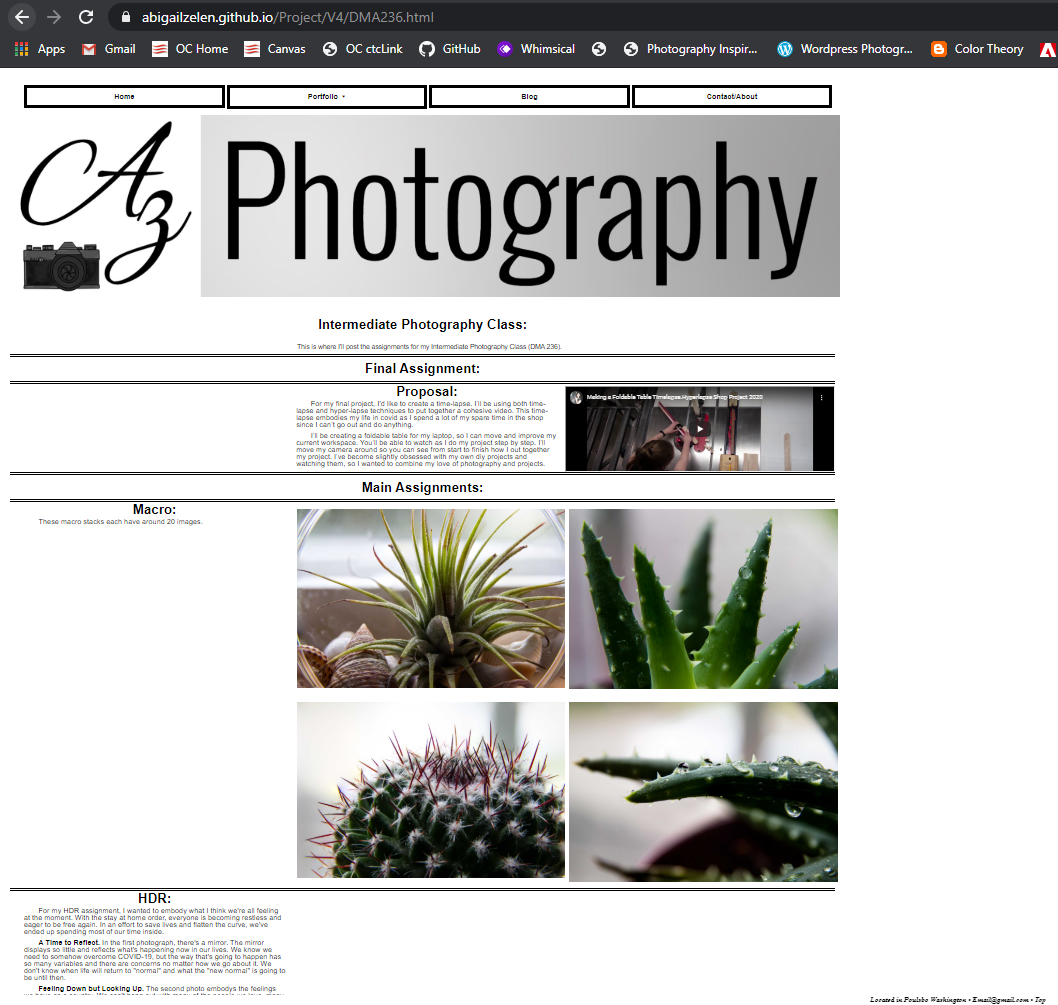 abigailzelen.github.io/Project/V4/DMA236.html
Apps Gmail OC Home Canvas OC ctcLink GitHub Whimsical Photography Inspir... Wordpress Photogr... Color Theory
Home Portfolio Blog Contact/About
Az Photography
Intermediate Photography Class:
This is where I'll post the assignments for my Intermediate Photography Class (DMA 236).
Final Assignment:
Proposal:
For my final project, I'd like to create a time-lapse. I'll be using both time-
lapse and hyper-lapse techniques to put together a cohesive video. This time-
lapse embodies my life in covid as I spend a lot of my spare time in the shop
since I can't go out and do anything.
I'll be creating a foldable table for my laptop, so I can move and improve my
current workspace. You'll be able to watch as I do my project step by step. I'll
move my camera around so you can see from start to finish how I put together
my project. I've become slightly obsessed with my own diy projects and
watching them, so I wanted to combine my love of photography and projects.
Making a Foldable Table Timelapse Hyperlapse Shop Project 2020
Main Assignments:
Macro:
These macro stacks each have around 20 images.
HDR:
For my HDR assignment, I wanted to embody what I think we're all feeling
at the moment. With the stay at home order, everyone is becoming restless and
eager to be free again. In an effort to save lives and flatten the curve, we've
ended up spending most of our time inside.
A Time to Reflect. In the first photograph, there's a mirror. The mirror
displays so little and reflects what's happening now in our lives. We know we
need to somehow overcome COVID-19, but the way that's going to happen has
so many variables and there are concerns no matter how we go about it. We
don't know when life will return to "normal" and what the "new normal" is going to
be until then.
Feeling Down but Looking Up. The second photo embodys the feelings
Located in Poulsbo Washington • Email@gmail.com • Top